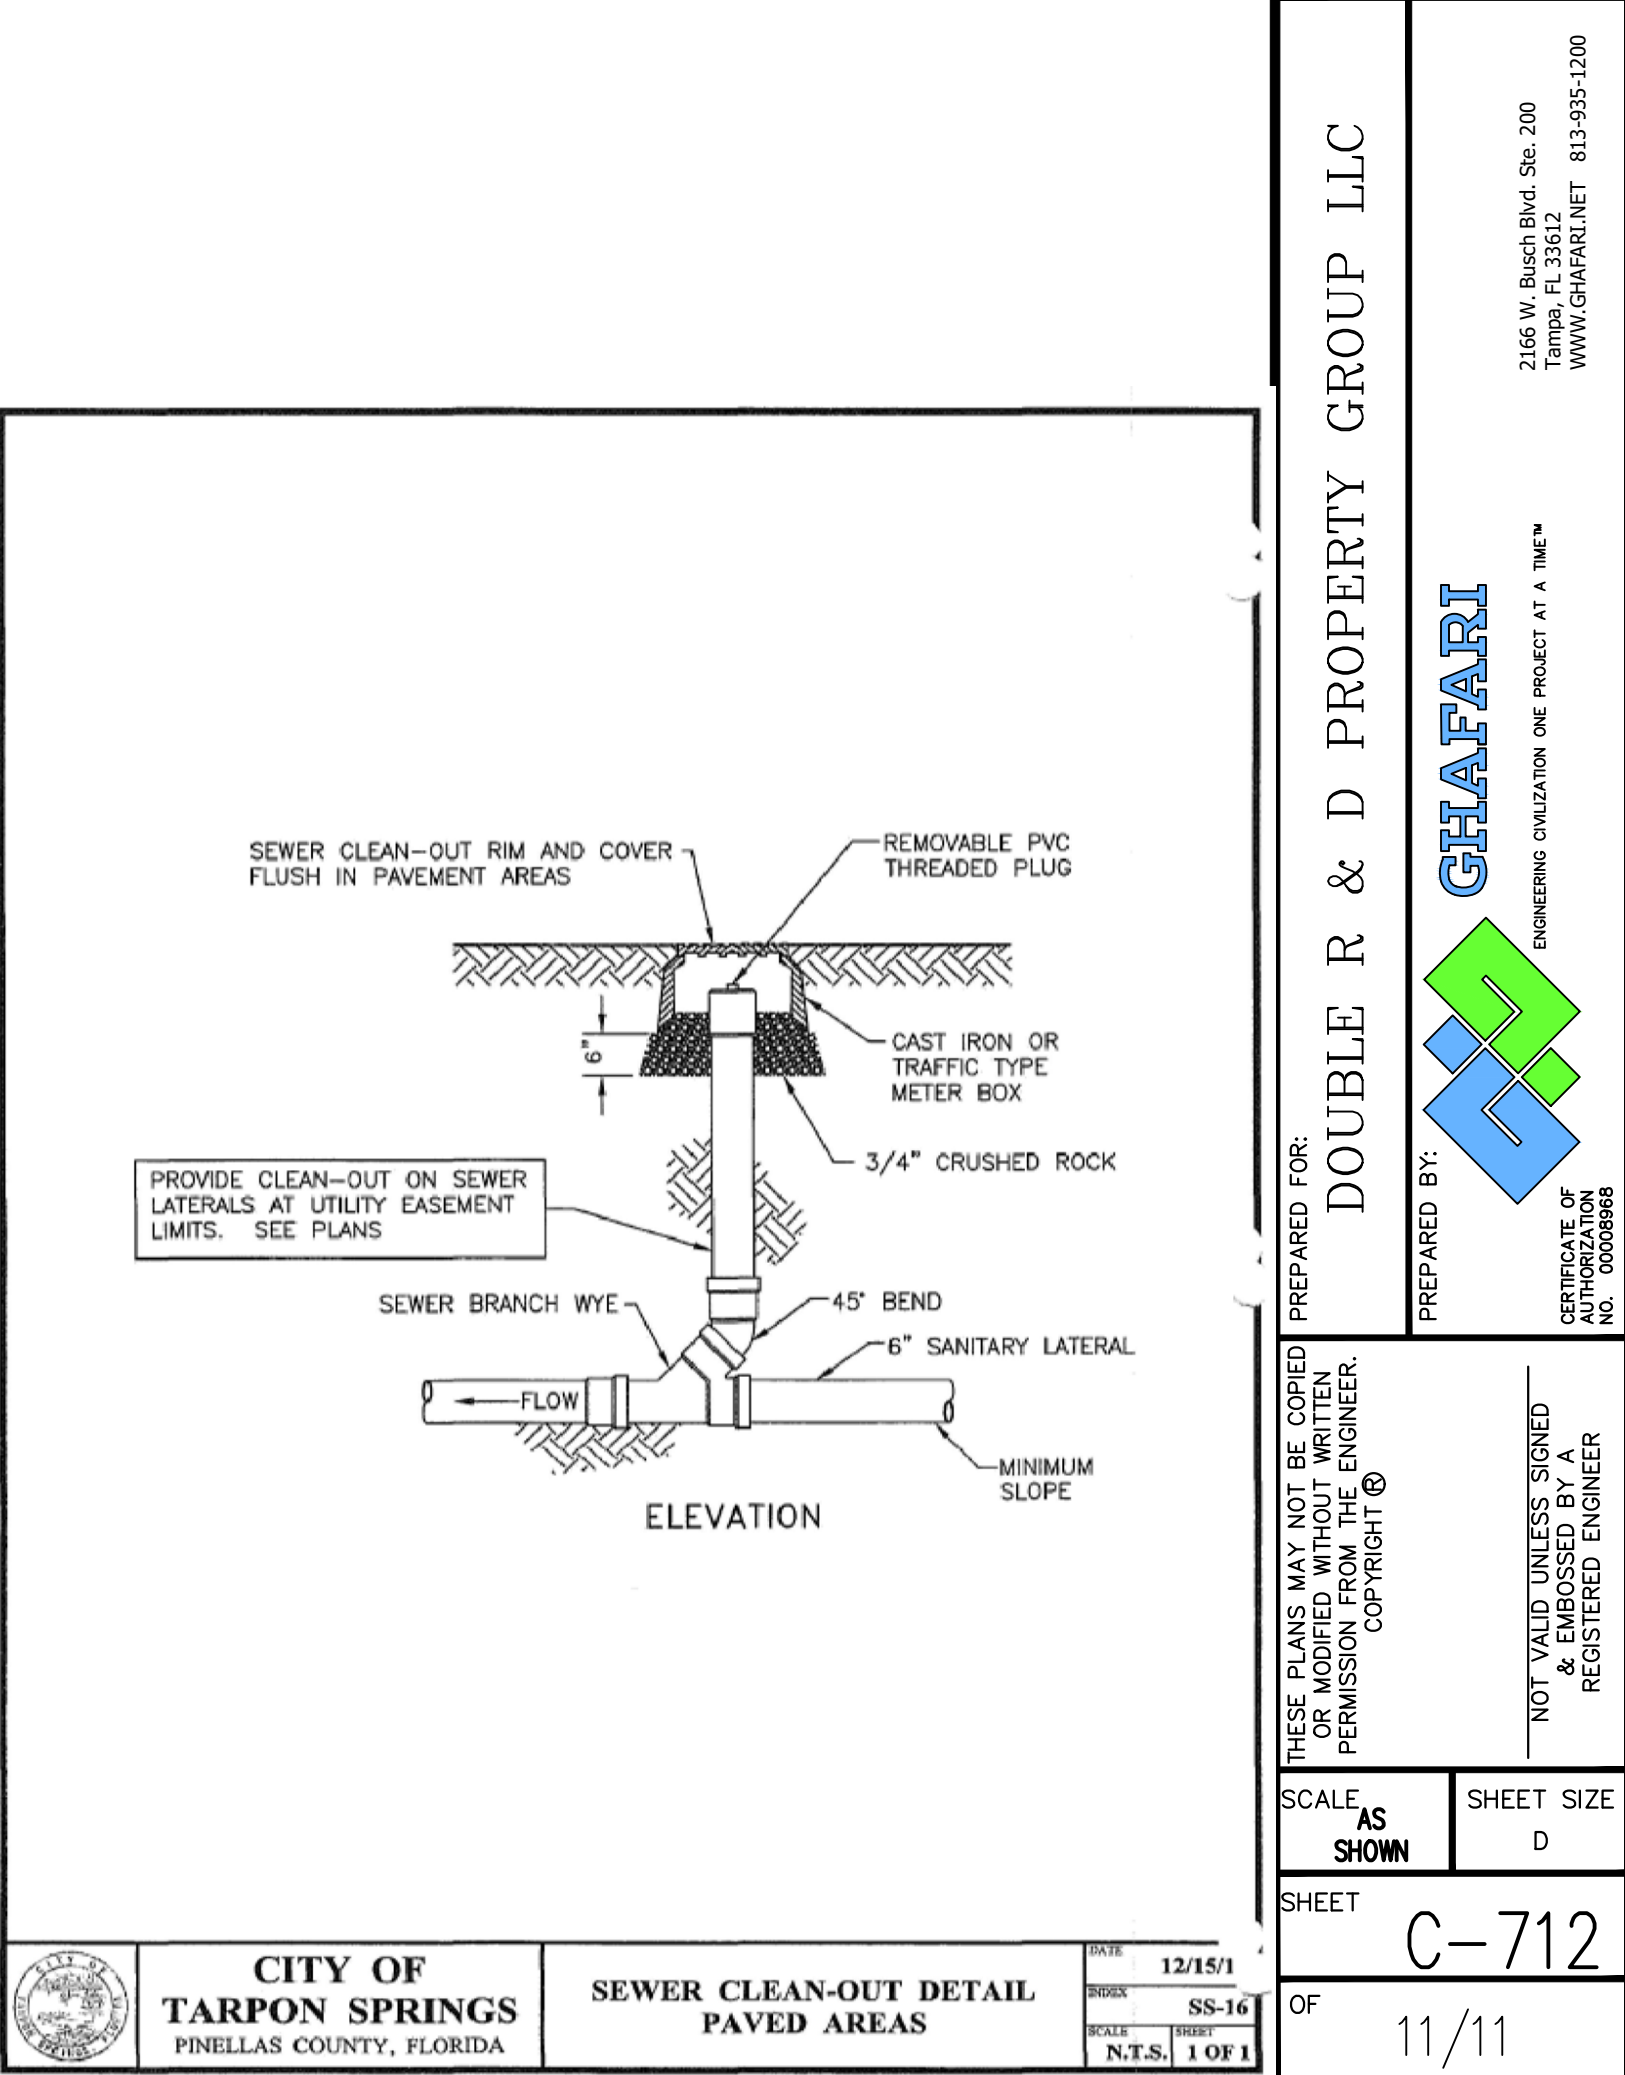 SEWER CLEAN-OUT RIM AND COVER
FLUSH IN PAVEMENT AREAS
REMOVABLE PVC
THREADED PLUG
6"
CAST IRON OR
TRAFFIC TYPE
METER BOX
3/4" CRUSHED ROCK
PROVIDE CLEAN-OUT ON SEWER
LATERALS AT UTILITY EASEMENT
LIMITS. SEE PLANS
SEWER BRANCH WYE
45° BEND
6" SANITARY LATERAL
FLOW
MINIMUM
SLOPE
ELEVATION
CITY OF
TARPON SPRINGS
PINELLAS COUNTY, FLORIDA
SEWER CLEAN-OUT DETAIL
PAVED AREAS
DATE
12/15/1
INDEX
SS-16
SCALE
N.T.S.
SHEET
1 OF 1
PREPARED FOR:
DOUBLE R & D PROPERTY GROUP LLC
PREPARED BY:
GHAFARI
ENGINEERING CIVILIZATION ONE PROJECT AT A TIME™
2166 W. Busch Blvd. Ste. 200
Tampa, FL 33612
WWW.GHAFARI.NET 813-935-1200
CERTIFICATE OF
AUTHORIZATION
NO. 00008968
THESE PLANS MAY NOT BE COPIED
OR MODIFIED WITHOUT WRITTEN
PERMISSION FROM THE ENGINEER.
COPYRIGHT ®
NOT VALID UNLESS SIGNED
& EMBOSSED BY A
REGISTERED ENGINEER
SCALE
AS
SHOWN
SHEET SIZE
D
SHEET
C-712
OF
11/11